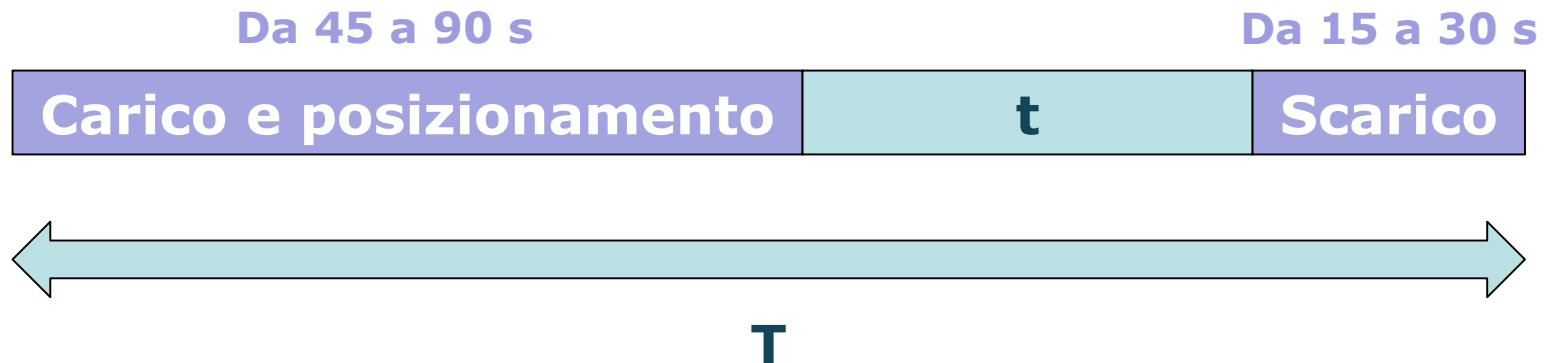 Da 45 a 90 s
Da 15 a 30 s
Carico e posizionamento
t
Scarico
T